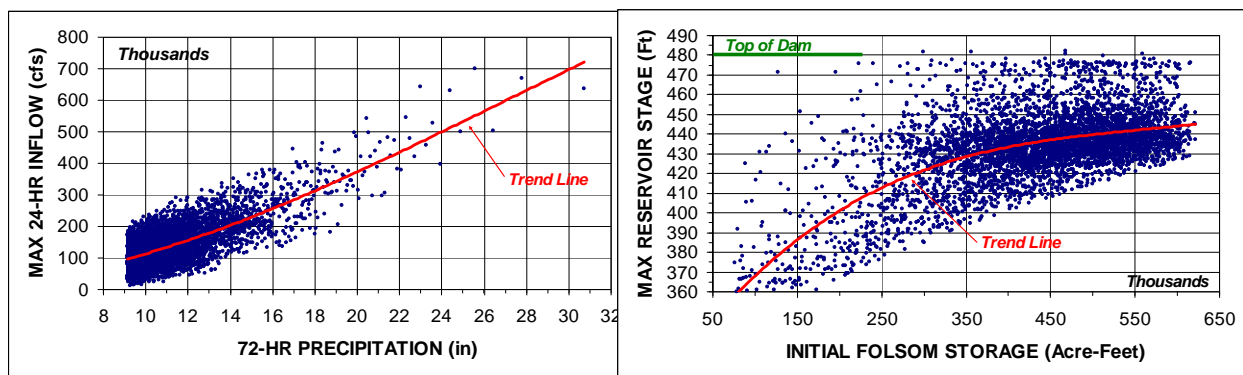 MAX 24-HR INFLOW (cfs)
800
700
600
500
400
300
200
100
0
Thousands
Trend Line
8 10 12 14 16 18 20 22 24 26 28 30 32
72-HR PRECIPITATION (in)
MAX RESERVOIR STAGE (Ft)
490
480
470
460
450
440
430
420
410
400
390
380
370
360
Top of Dam
Trend Line
Thousands
50 150 250 350 450 550 650
INITIAL FOLSOM STORAGE (Acre-Feet)